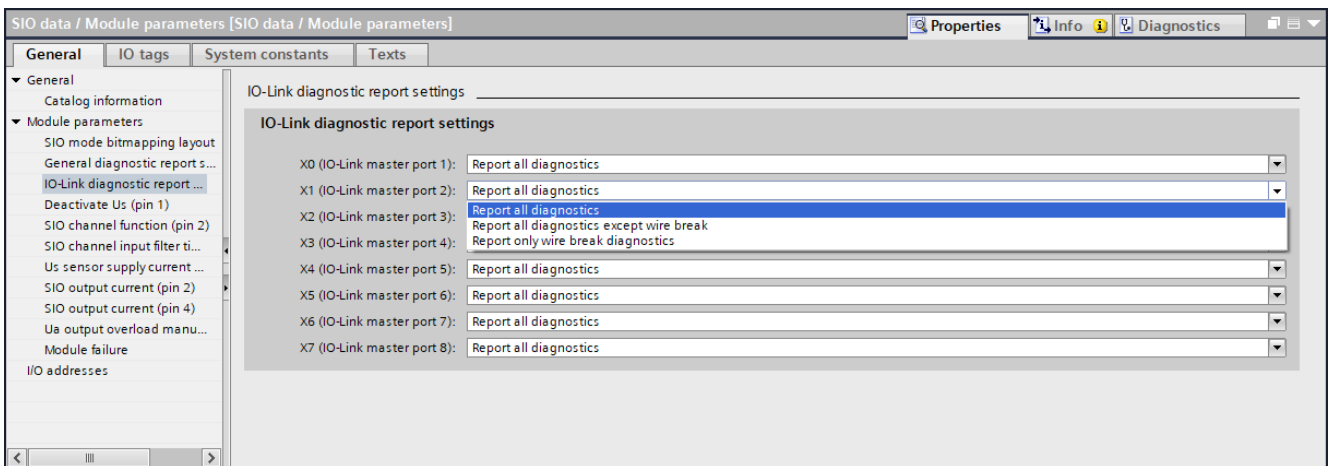 SIO data / Module parameters [SIO data / Module parameters]
Properties
Info
Diagnostics
General
IO tags
System constants
Texts
General
Catalog information
Module parameters
SIO mode bitmapping layout
General diagnostic report s...
IO-Link diagnostic report ...
Deactivate Us (pin 1)
SIO channel function (pin 2)
SIO channel input filter ti...
Us sensor supply current ...
SIO output current (pin 2)
SIO output current (pin 4)
Ua output overload manu...
Module failure
I/O addresses
IO-Link diagnostic report settings
IO-Link diagnostic report settings
X0 (IO-Link master port 1): Report all diagnostics
X1 (IO-Link master port 2): Report all diagnostics
Report all diagnostics
X2 (IO-Link master port 3): Report all diagnostics except wire break
X3 (IO-Link master port 4): Report only wire break diagnostics
X4 (IO-Link master port 5): Report all diagnostics
X5 (IO-Link master port 6): Report all diagnostics
X6 (IO-Link master port 7): Report all diagnostics
X7 (IO-Link master port 8): Report all diagnostics